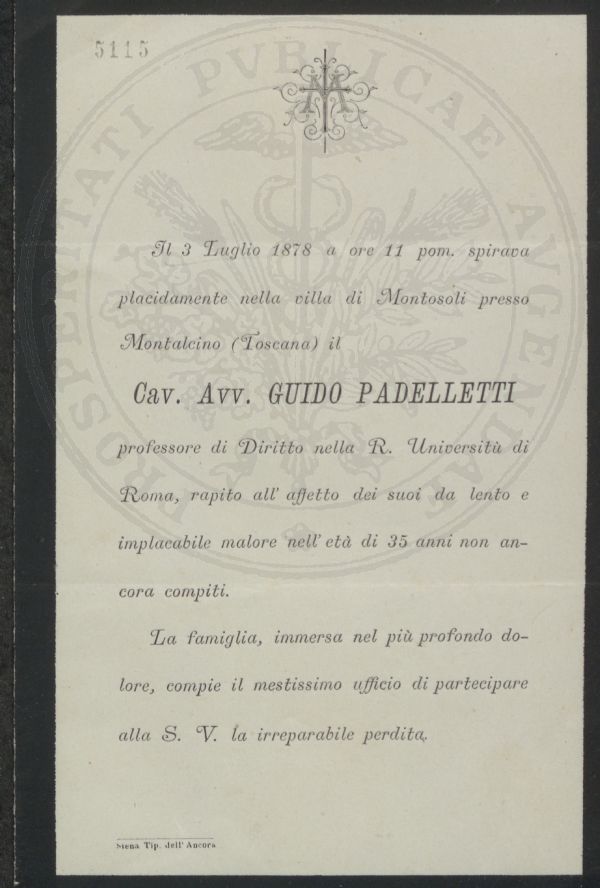 5115
PROSPERITATI PVBLICAE AVGENDAE
Il 3 Luglio 1878 a ore 11 pom. spirava
placidamente nella villa di Montosoli presso
Montalcino (Toscana) il
Cav. Avv. GUIDO PADELLETTI
professore di Diritto nella R. Università di
Roma, rapito all' affetto dei suoi da lento e
implacabile malore nell' età di 35 anni non an-
cora compiti.
La famiglia, immersa nel più profondo do-
lore, compie il mestissimo ufficio di partecipare
alla S. V. la irreparabile perdita.
Siena Tip. dell' Ancora